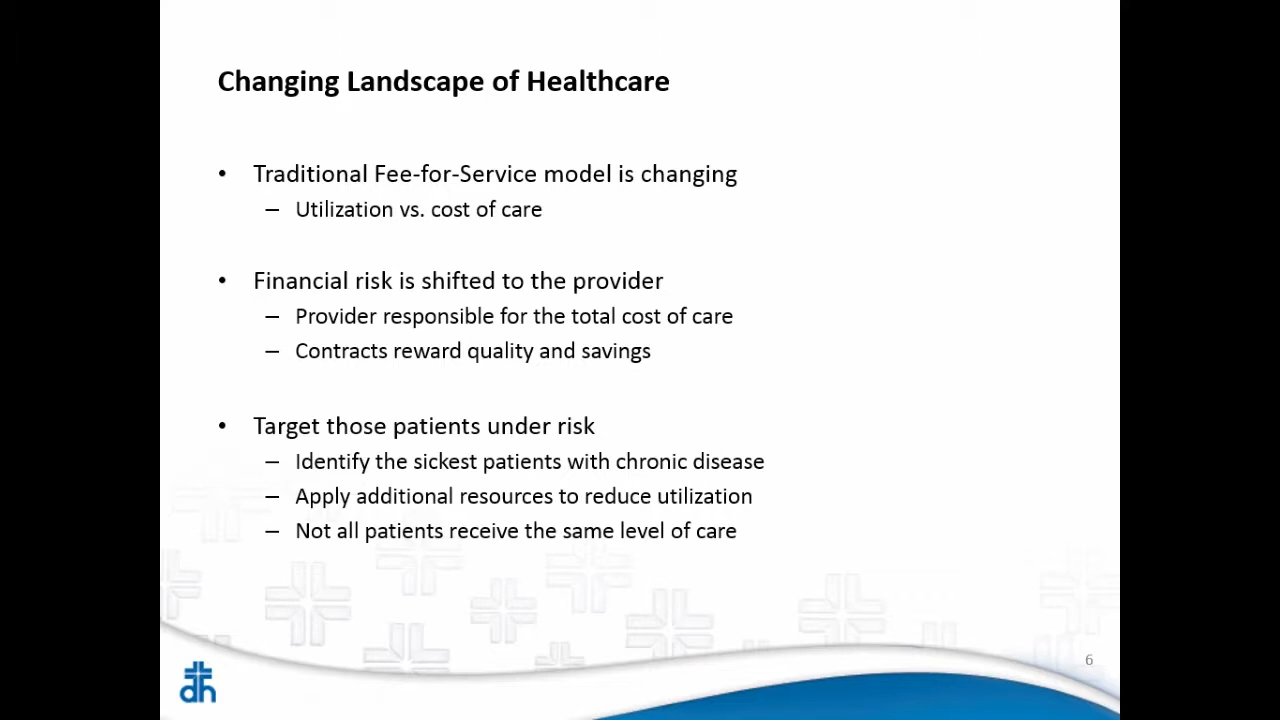 Changing Landscape of Healthcare
• Traditional Fee-for-Service model is changing
– Utilization vs. cost of care
• Financial risk is shifted to the provider
– Provider responsible for the total cost of care
– Contracts reward quality and savings
• Target those patients under risk
– Identify the sickest patients with chronic disease
– Apply additional resources to reduce utilization
– Not all patients receive the same level of care
6
dh